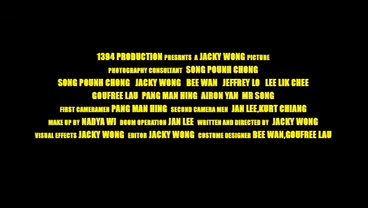 1394 PRODUCTION PRESRNTS A JACKY WONG PICTURE
PHOTOGRAPHY CONSULTANT SONG POUNH CHONG
SONG POUNH CHONG JACKY WONG BEE WAN JEFFREY LO LEE LIK CHEE
GOUFREE LAU PANG MAN HING AIRON YAN MR SONG
FIRST CAMERAMEN PANG MAN HING SECOND CAMERA MEN JAN LEE,KURT CHIANG
MAKE UP BY NADYA WI BOOM OPERATION JAN LEE WRITTEN AND DIRECTED BY JACKY WONG
VISUAL EFFECTS JACKY WONG EDITOR JACKY WONG COSTUME DESIGNER BEE WAN,GOUFREE LAU